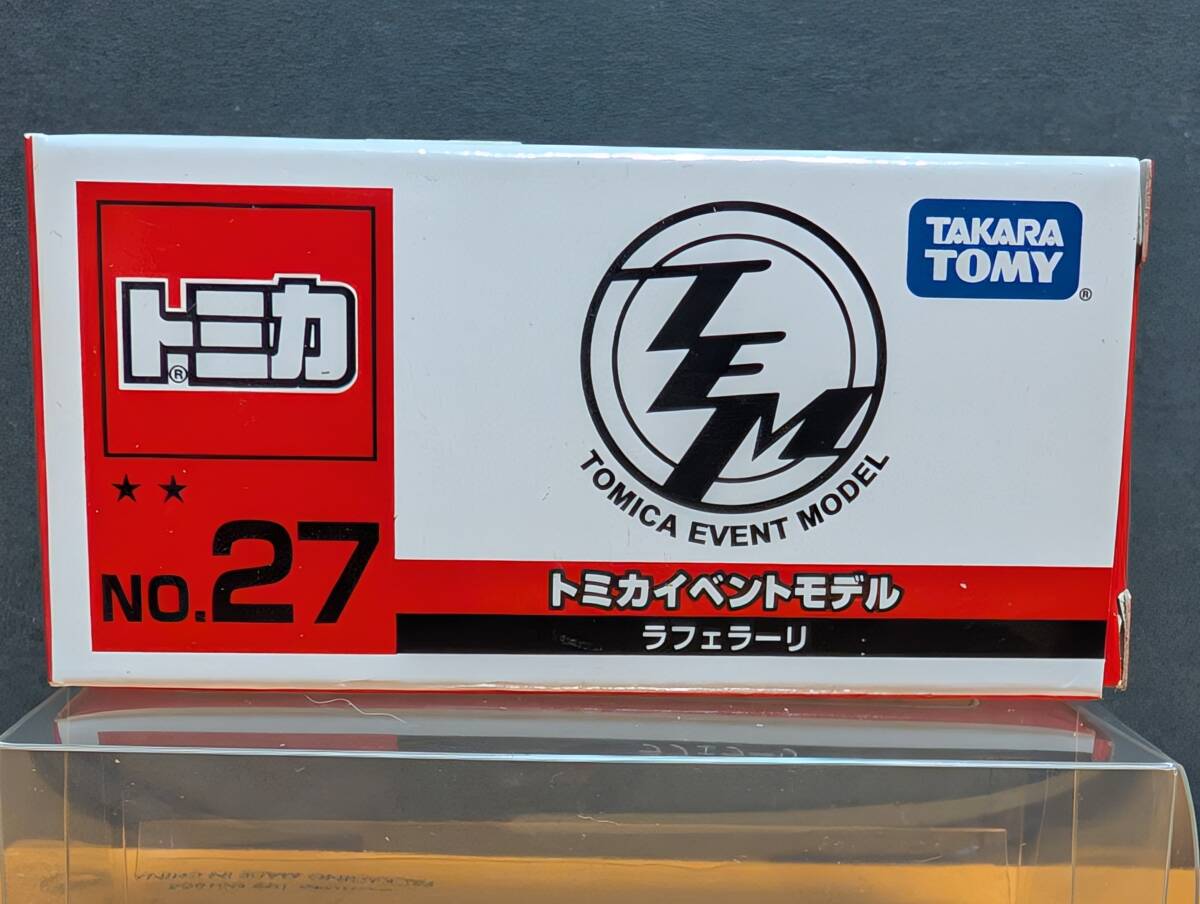 トミカ®
★★
NO.27
TEM
TOMICA EVENT MODEL
TAKARA
TOMY®
トミカイベントモデル
ラフェラーリ